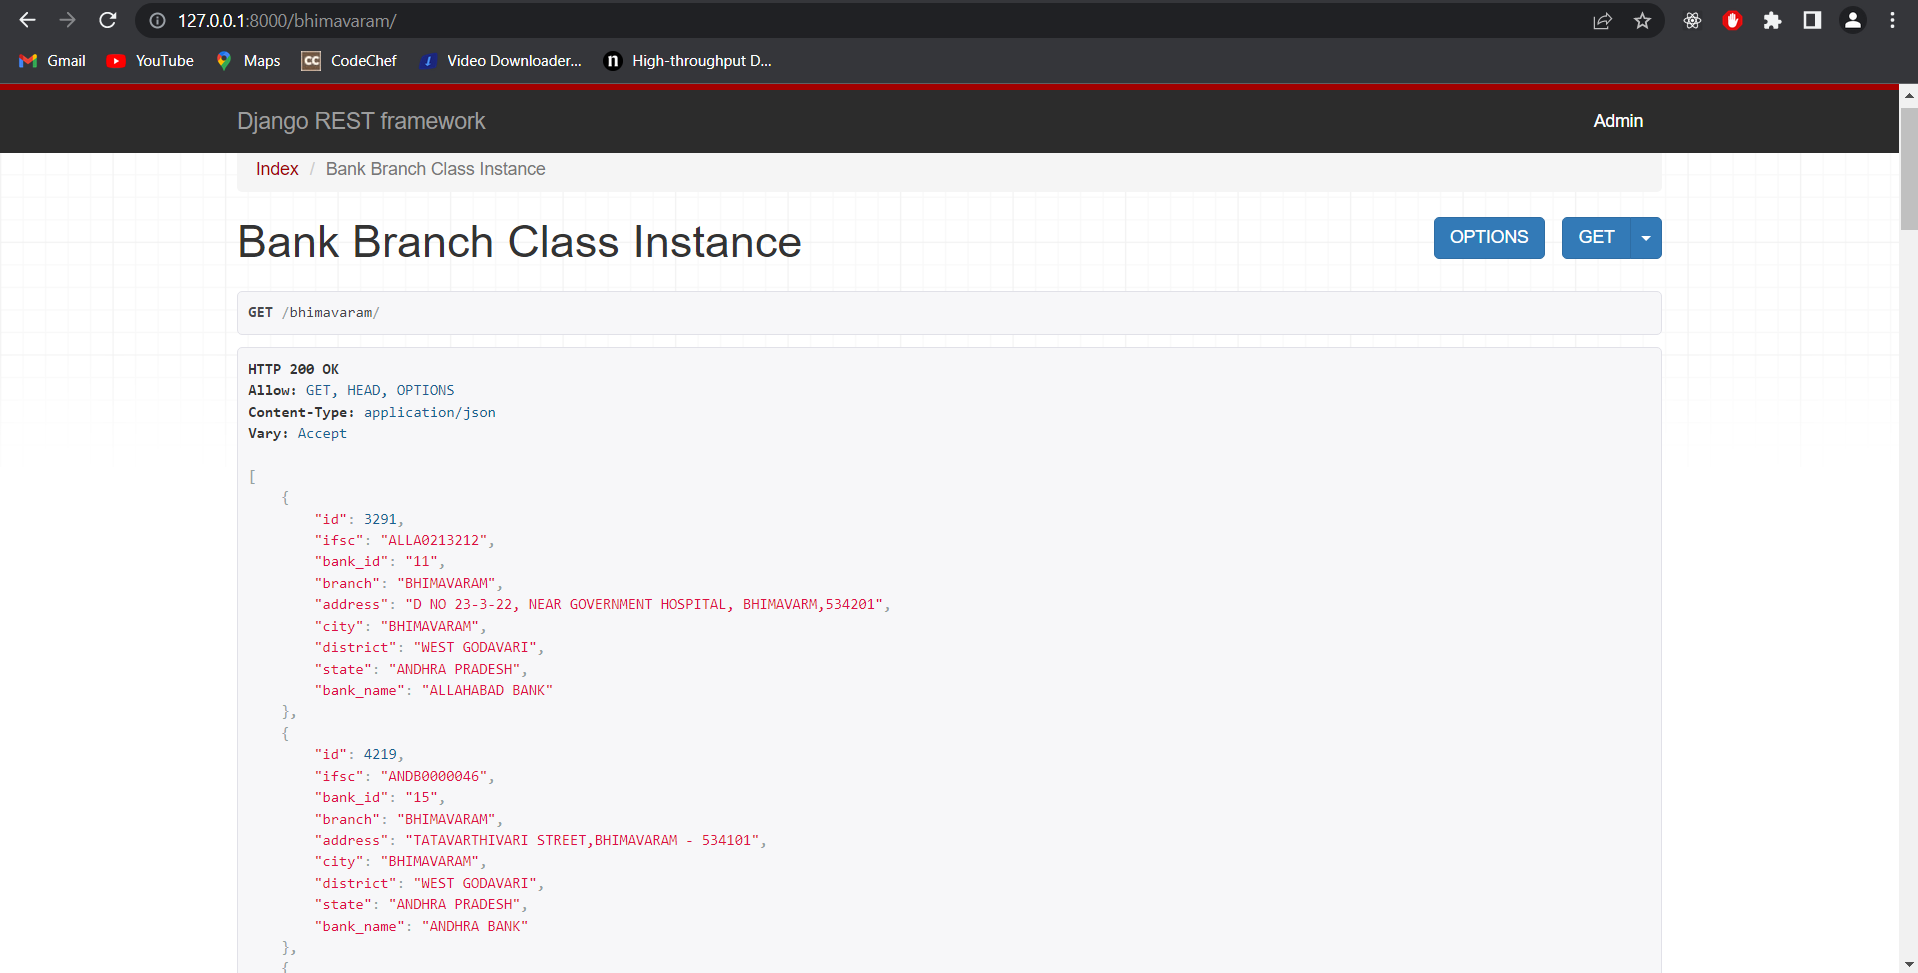 127.0.0.1:8000/bhimavaram/
Gmail YouTube Maps CC CodeChef Video Downloader... n High-throughput D...
Django REST framework Admin
Index / Bank Branch Class Instance
Bank Branch Class Instance OPTIONS GET
GET /bhimavaram/
HTTP 200 OK
Allow: GET, HEAD, OPTIONS
Content-Type: application/json
Vary: Accept
[
{
"id": 3291,
"ifsc": "ALLA0213212",
"bank_id": "11",
"branch": "BHIMAVARAM",
"address": "D NO 23-3-22, NEAR GOVERNMENT HOSPITAL, BHIMAVARM,534201",
"city": "BHIMAVARAM",
"district": "WEST GODAVARI",
"state": "ANDHRA PRADESH",
"bank_name": "ALLAHABAD BANK"
},
{
"id": 4219,
"ifsc": "ANDB0000046",
"bank_id": "15",
"branch": "BHIMAVARAM",
"address": "TATAVARTHIVARI STREET,BHIMAVARAM - 534101",
"city": "BHIMAVARAM",
"district": "WEST GODAVARI",
"state": "ANDHRA PRADESH",
"bank_name": "ANDHRA BANK"
},
{